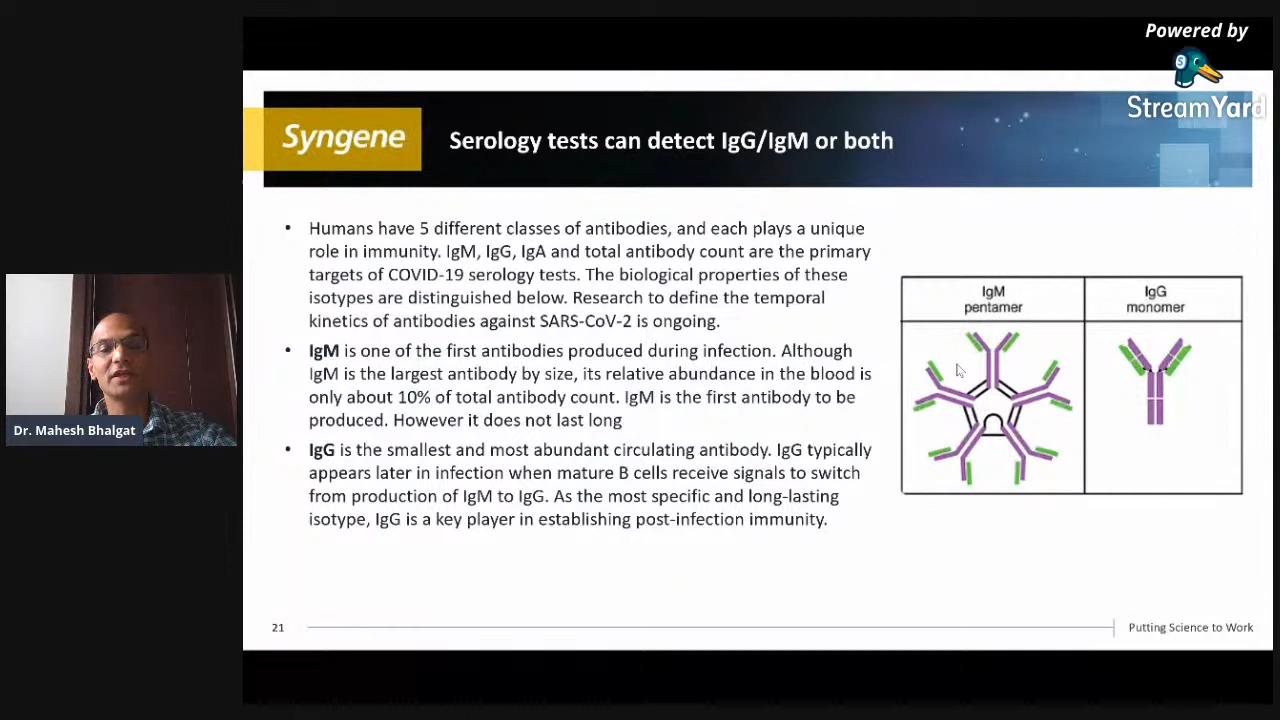 Powered by
StreamYard
Syngene
Serology tests can detect IgG/IgM or both
• Humans have 5 different classes of antibodies, and each plays a unique
role in immunity. IgM, IgG, IgA and total antibody count are the primary
targets of COVID-19 serology tests. The biological properties of these
isotypes are distinguished below. Research to define the temporal
kinetics of antibodies against SARS-CoV-2 is ongoing.
• IgM is one of the first antibodies produced during infection. Although
IgM is the largest antibody by size, its relative abundance in the blood is
only about 10% of total antibody count. IgM is the first antibody to be
produced. However it does not last long
• IgG is the smallest and most abundant circulating antibody. IgG typically
appears later in infection when mature B cells receive signals to switch
from production of IgM to IgG. As the most specific and long-lasting
isotype, IgG is a key player in establishing post-infection immunity.
IgM
pentamer
IgG
monomer
Dr. Mahesh Bhalgat
21
Putting Science to Work